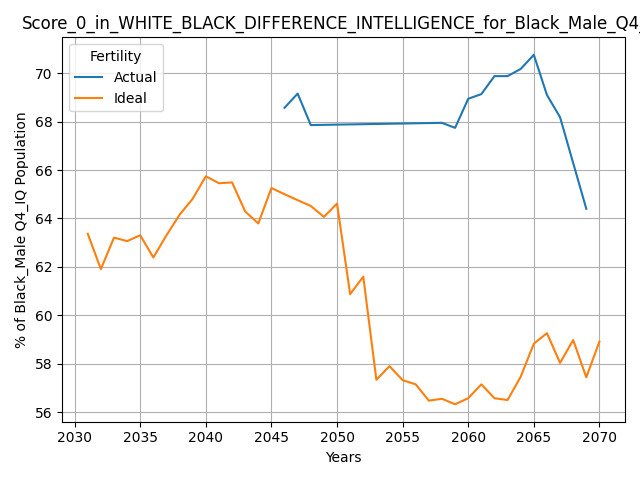 Score_0_in_WHITE_BLACK_DIFFERENCE_INTELLIGENCE_for_Black_Male_Q4_
Fertility
Actual
Ideal
% of Black_Male Q4_IQ Population
70
68
66
64
62
60
58
56
2030 2035 2040 2045 2050 2055 2060 2065 2070
Years